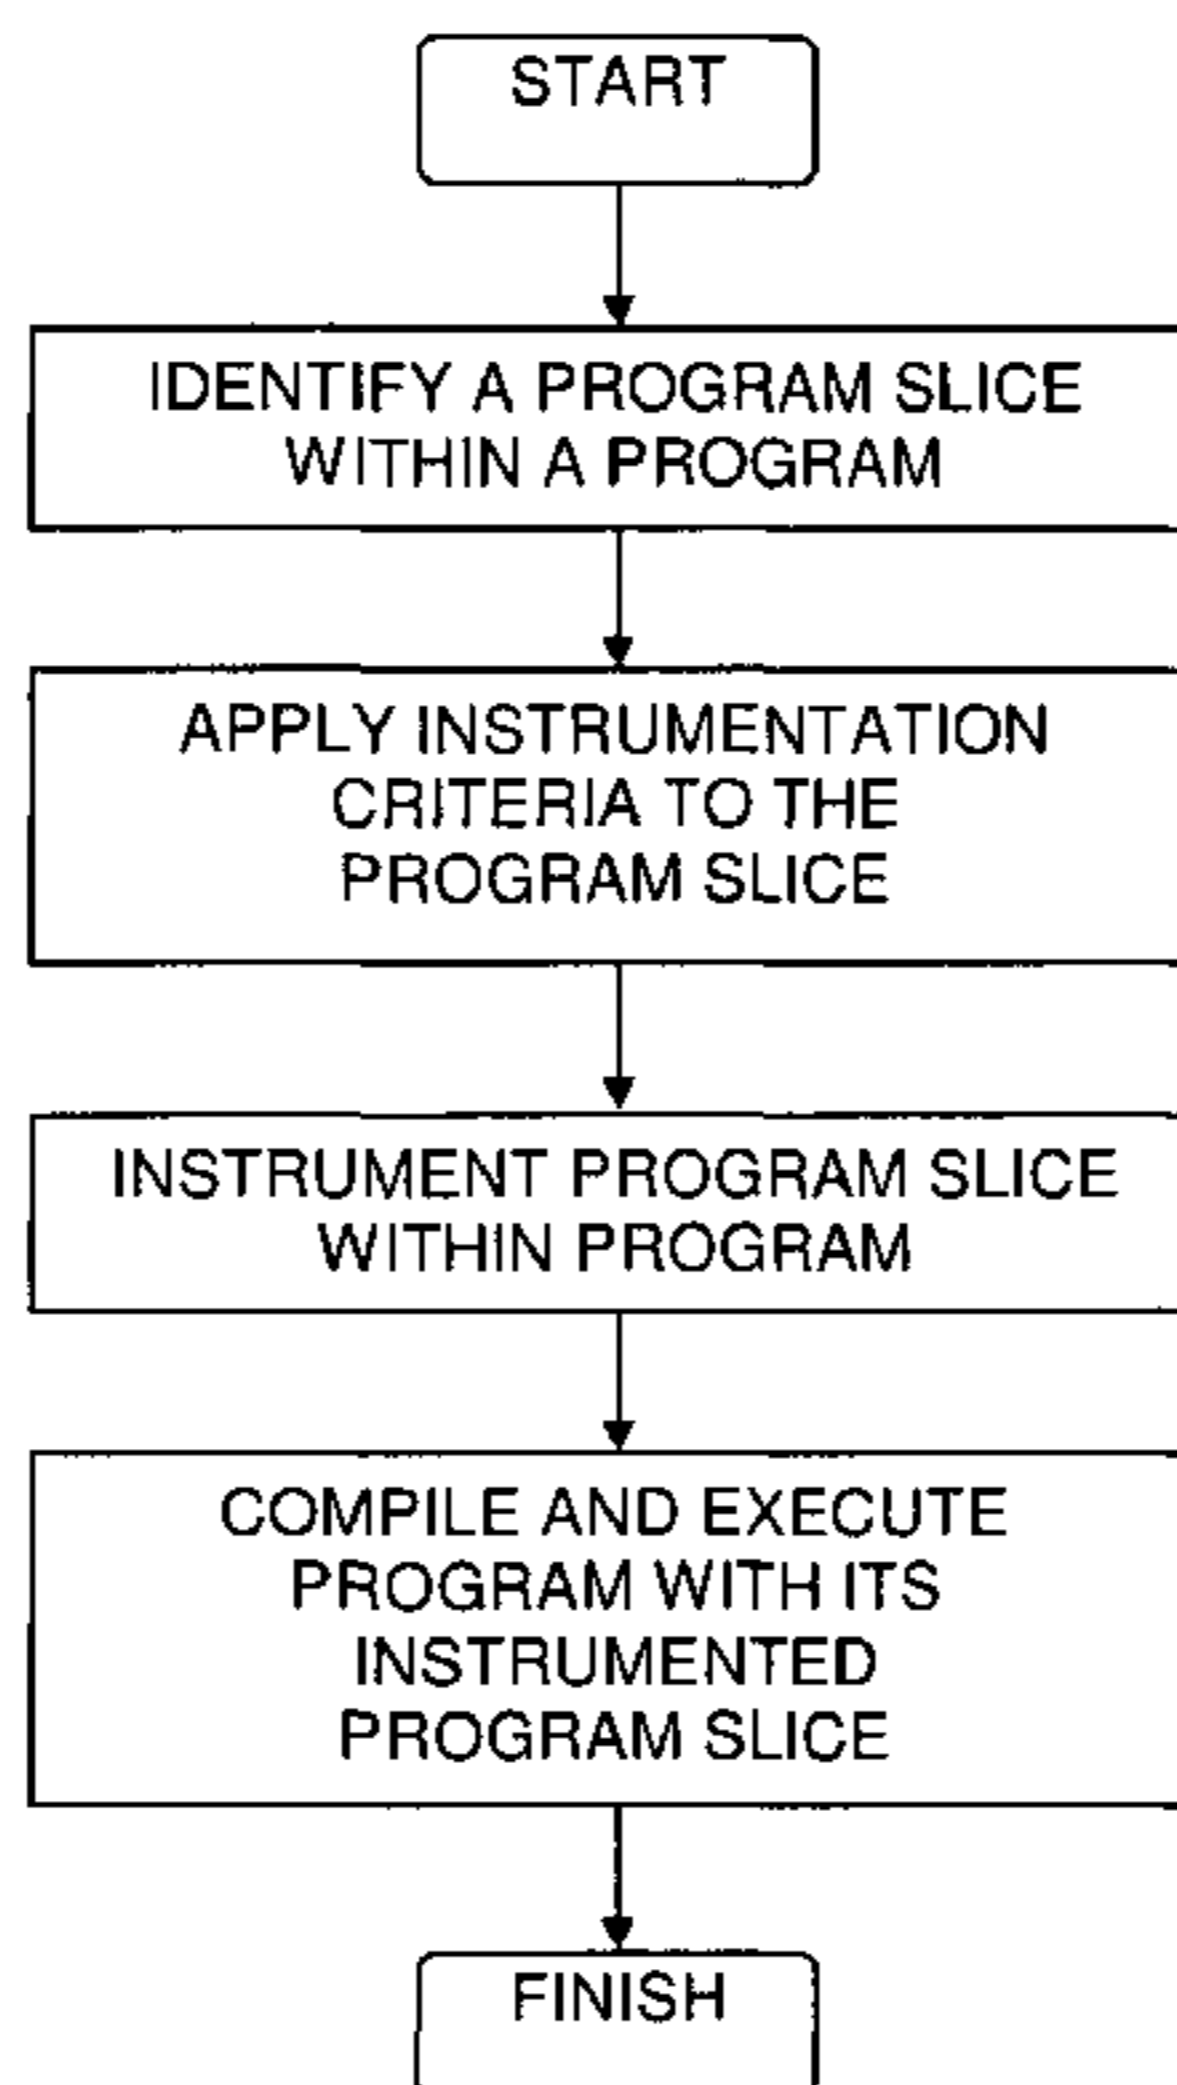 START
IDENTIFY A PROGRAM SLICE
WITHIN A PROGRAM
APPLY INSTRUMENTATION
CRITERIA TO THE
PROGRAM SLICE
INSTRUMENT PROGRAM SLICE
WITHIN PROGRAM
COMPILE AND EXECUTE
PROGRAM WITH ITS
INSTRUMENTED
PROGRAM SLICE
FINISH